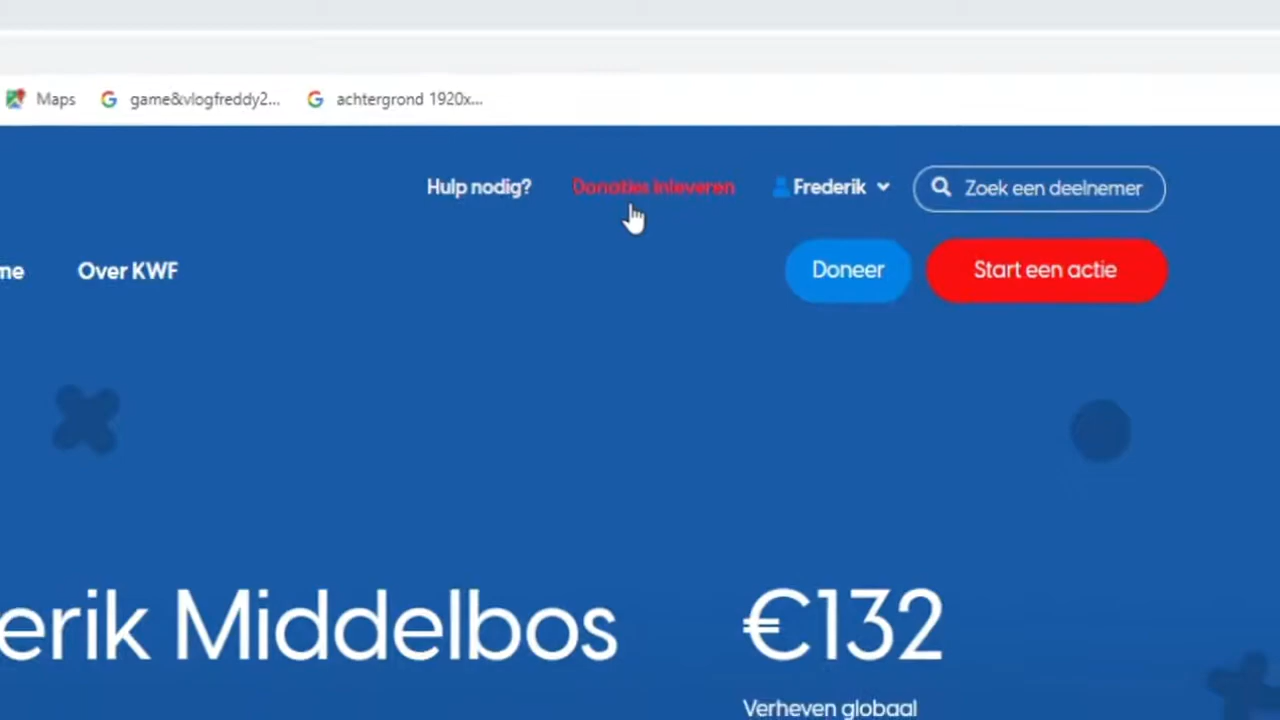 Maps game&vlogfreddy2... achtergrond 1920x...
Hulp nodig? Donaties inleveren Frederik Zoek een deelnemer
me Over KWF Doneer Start een actie
erik Middelbos €132
Verheven globaal